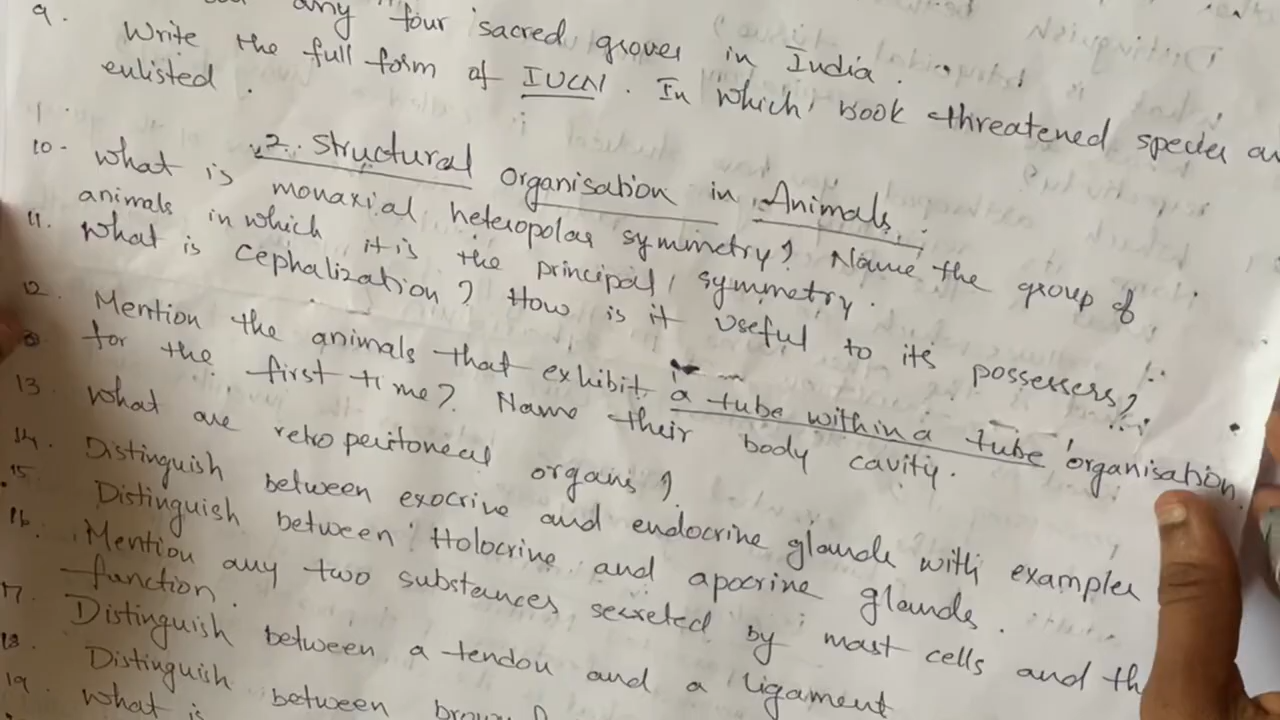 9. any four sacred groves in India.
Write the full form of IUCN. In which Book threatened species
enlisted.
2. Structural Organisation in Animals.
10. What is monaxial heteropolar symmetry? Name the group of
animals in which it is the principal symmetry.
11. What is Cephalization? How is it useful to its possessers?
12. Mention the animals that exhibit a tube within a tube organisation
for the first time? Name their body cavity.
13. What are retroperitoneal organs?
14. Distinguish between exocrine and endocrine glands with examples
15. Distinguish between Holocrine and apocrine glands.
16. Mention any two substances secreted by mast cells and
function.
17. Distinguish between a tendon and a ligament
18. Distinguish between brown
19. What is